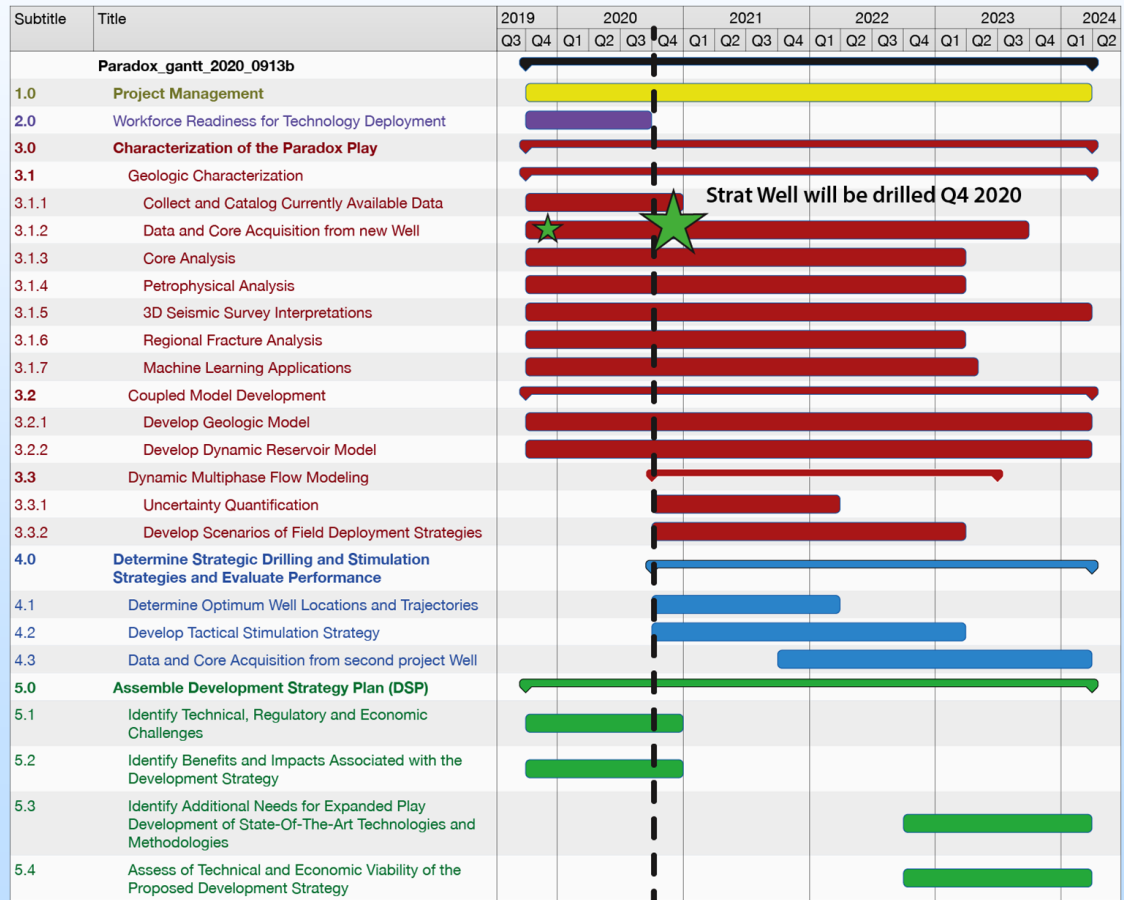 Subtitle Title 2019 2020 2021 2022 2023 2024
Q3 Q4 Q1 Q2 Q3 Q4 Q1 Q2 Q3 Q4 Q1 Q2 Q3 Q4 Q1 Q2 Q3 Q4 Q1 Q2
Paradox_gantt_2020_0913b
1.0 Project Management
2.0 Workforce Readiness for Technology Deployment
3.0 Characterization of the Paradox Play
3.1 Geologic Characterization
Strat Well will be drilled Q4 2020
3.1.1 Collect and Catalog Currently Available Data
3.1.2 Data and Core Acquisition from new Well
3.1.3 Core Analysis
3.1.4 Petrophysical Analysis
3.1.5 3D Seismic Survey Interpretations
3.1.6 Regional Fracture Analysis
3.1.7 Machine Learning Applications
3.2 Coupled Model Development
3.2.1 Develop Geologic Model
3.2.2 Develop Dynamic Reservoir Model
3.3 Dynamic Multiphase Flow Modeling
3.3.1 Uncertainty Quantification
3.3.2 Develop Scenarios of Field Deployment Strategies
4.0 Determine Strategic Drilling and Stimulation
Strategies and Evaluate Performance
4.1 Determine Optimum Well Locations and Trajectories
4.2 Develop Tactical Stimulation Strategy
4.3 Data and Core Acquisition from second project Well
5.0 Assemble Development Strategy Plan (DSP)
5.1 Identify Technical, Regulatory and Economic
Challenges
5.2 Identify Benefits and Impacts Associated with the
Development Strategy
5.3 Identify Additional Needs for Expanded Play
Development of State-Of-The-Art Technologies and
Methodologies
5.4 Assess of Technical and Economic Viability of the
Proposed Development Strategy